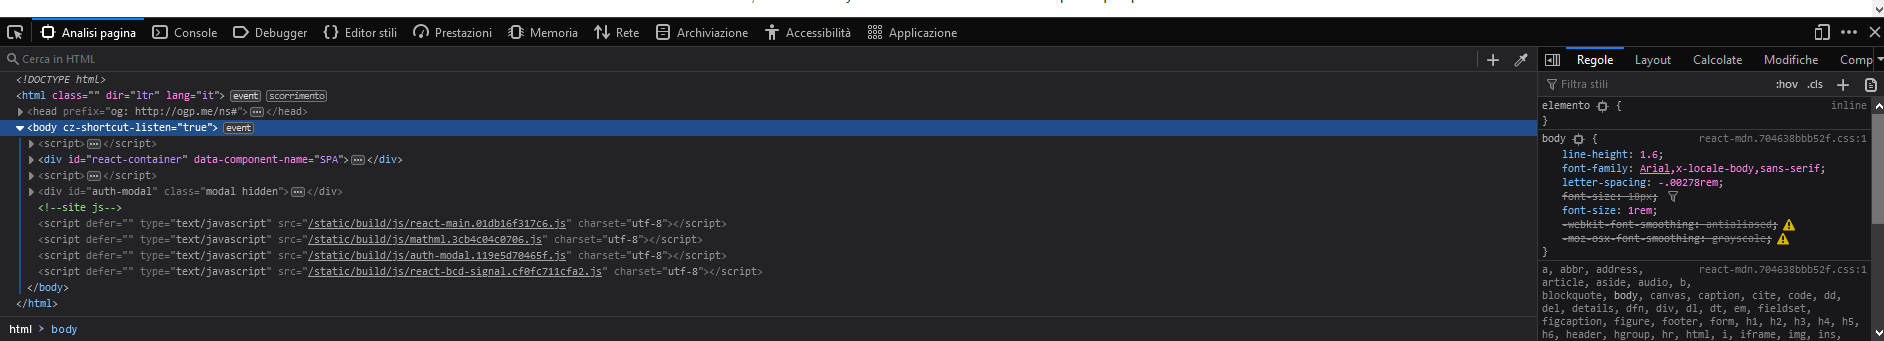 Analisi pagina Console Debugger Editor stili Prestazioni Memoria Rete Archiviazione Accessibilità Applicazione
Cerca in HTML
<!DOCTYPE html>
<html class="" dir="ltr" lang="it"> event scorrimento
<head prefix="og: http://ogp.me/ns#"> ••• </head>
<body cz-shortcut-listen="true"> event
<script> ••• </script>
<div id="react-container" data-component-name="SPA"> ••• </div>
<script> ••• </script>
<div id="auth-modal" class="modal hidden"> ••• </div>
<!--site js-->
<script defer="" type="text/javascript" src="/static/build/js/react-main.01db16f317c6.js" charset="utf-8"></script>
<script defer="" type="text/javascript" src="/static/build/js/mathml.3cb4c04c0706.js" charset="utf-8"></script>
<script defer="" type="text/javascript" src="/static/build/js/auth-modal.119e5d70465f.js" charset="utf-8"></script>
<script defer="" type="text/javascript" src="/static/build/js/react-bcd-signal.cf0fc711cfa2.js" charset="utf-8"></script>
</body>
</html>
html > body
Regole Layout Calcolate Modifiche Comp
Filtra stili :hov .cls
elemento { inline
}
body { react-mdn.704638bbb52f.css:1
line-height: 1.6;
font-family: Arial,x-locale-body,sans-serif;
letter-spacing: -.00278rem;
font-size: 18px;
font-size: 1rem;
-webkit-font-smoothing: antialiased;
-moz-osx-font-smoothing: grayscale;
}
a, abbr, address, react-mdn.704638bbb52f.css:1
article, aside, audio, b,
blockquote, body, canvas, caption, cite, code, dd,
del, details, dfn, div, dl, dt, em, fieldset,
figcaption, figure, footer, form, h1, h2, h3, h4, h5,
h6, header, hgroup, hr, html, i, iframe, img, ins,